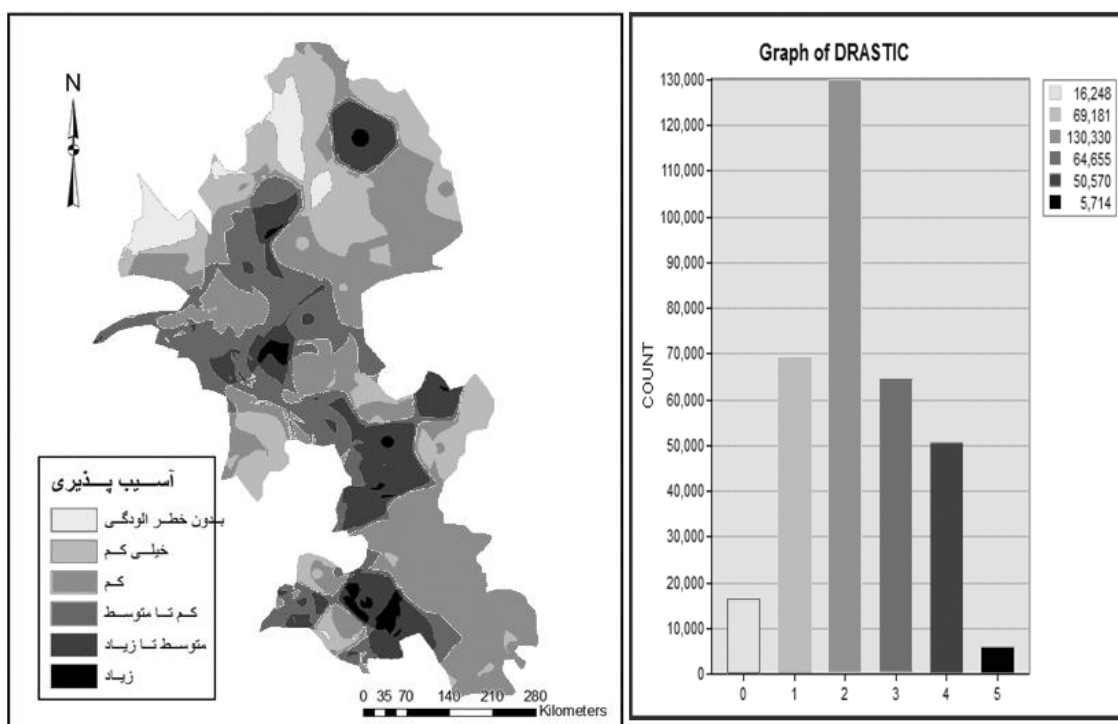 N
آسیب پذیری
بدون خطر الودگی
خیلی کم
کم
کم تا متوسط
متوسط تا زیاد
زیاد
0 35 70 140 210 280
Kilometers
Graph of DRASTIC
130,000
120,000
110,000
100,000
90,000
80,000
70,000
60,000
50,000
40,000
30,000
20,000
10,000
0
COUNT
0 1 2 3 4 5
16,248
69,181
130,330
64,655
50,570
5,714